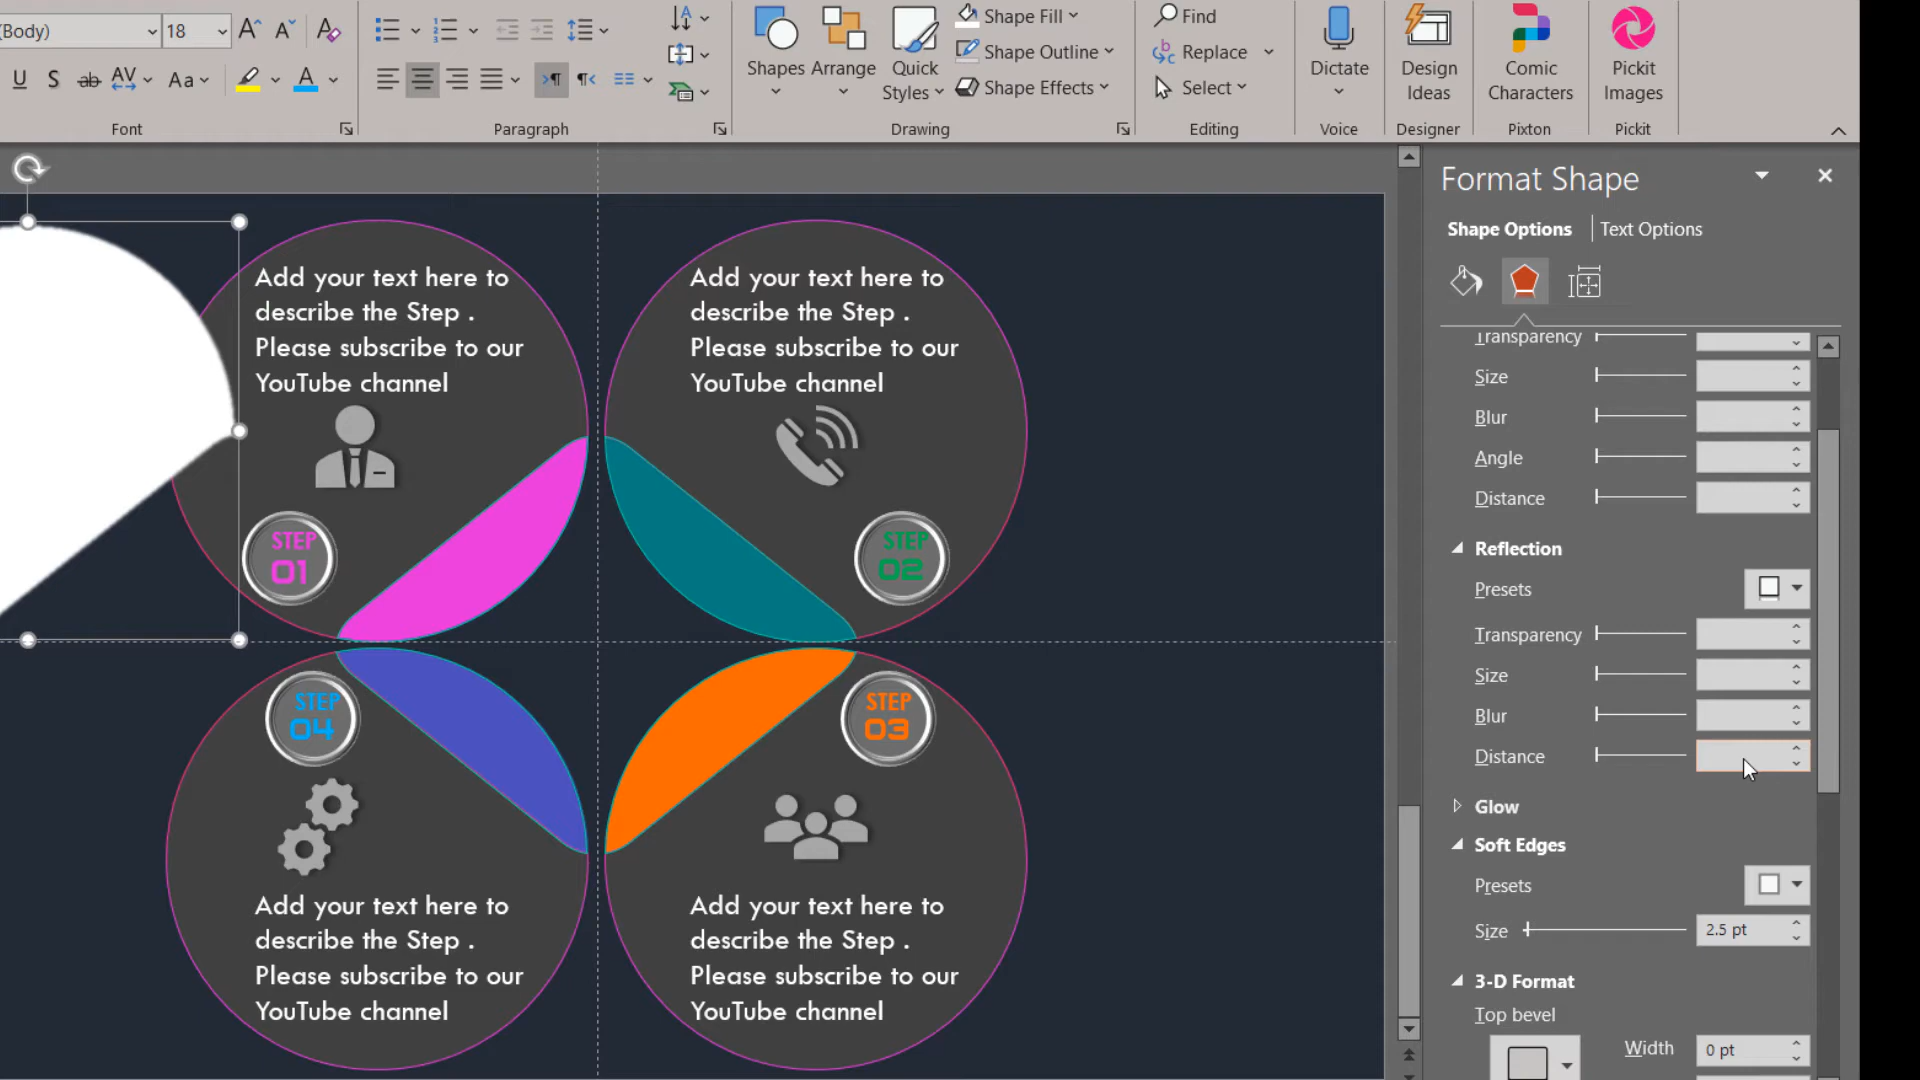 (Body)
18
Aa
Font
Paragraph
Shapes
Arrange
Quick
Styles
Shape Fill
Shape Outline
Shape Effects
Drawing
Find
Replace
Select
Editing
Dictate
Voice
Design
Ideas
Designer
Comic
Characters
Pixton
Pickit
Images
Pickit
Add your text here to
describe the Step .
Please subscribe to our
YouTube channel
STEP
01
Add your text here to
describe the Step .
Please subscribe to our
YouTube channel
STEP
02
STEP
04
Add your text here to
describe the Step .
Please subscribe to our
YouTube channel
STEP
03
Add your text here to
describe the Step .
Please subscribe to our
YouTube channel
Format Shape
Shape Options
Text Options
Transparency
Size
Blur
Angle
Distance
Reflection
Presets
Transparency
Size
Blur
Distance
Glow
Soft Edges
Presets
Size
2.5 pt
3-D Format
Top bevel
Width
0 pt